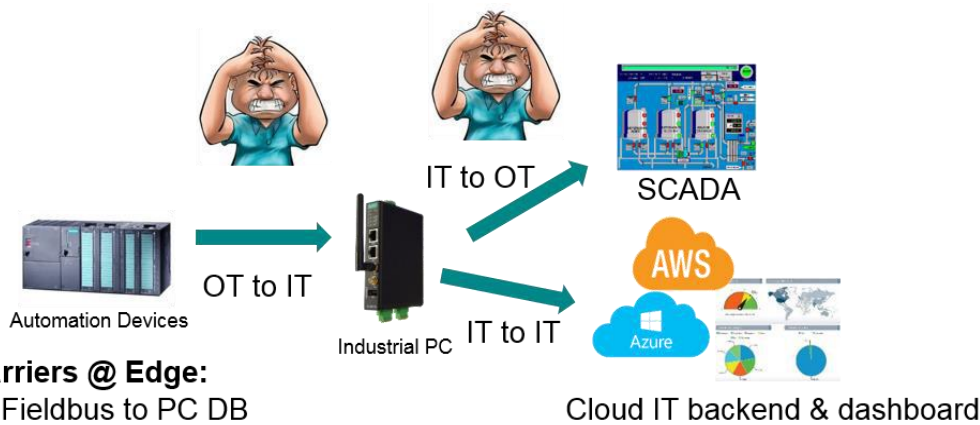 IT to OT
SCADA
OT to IT
AWS
Azure
IT to IT
Automation Devices
Industrial PC
rriers @ Edge:
Fieldbus to PC DB
Cloud IT backend & dashboard